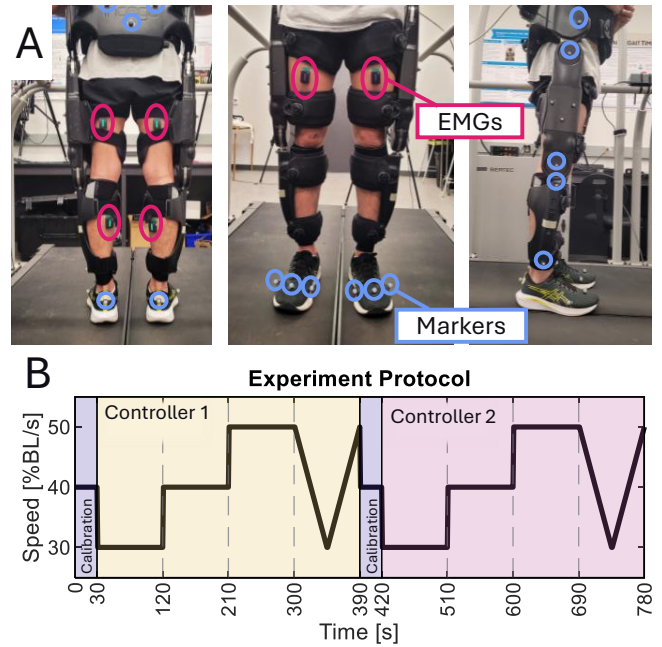 A
EMGs
BERTEC
Markers
B
Experiment Protocol
Controller 1
Controller 2
Speed [%BL/s]
50
40
30
Calibration
Calibration
0
30
120
210
300
390
420
510
600
690
780
Time [s]